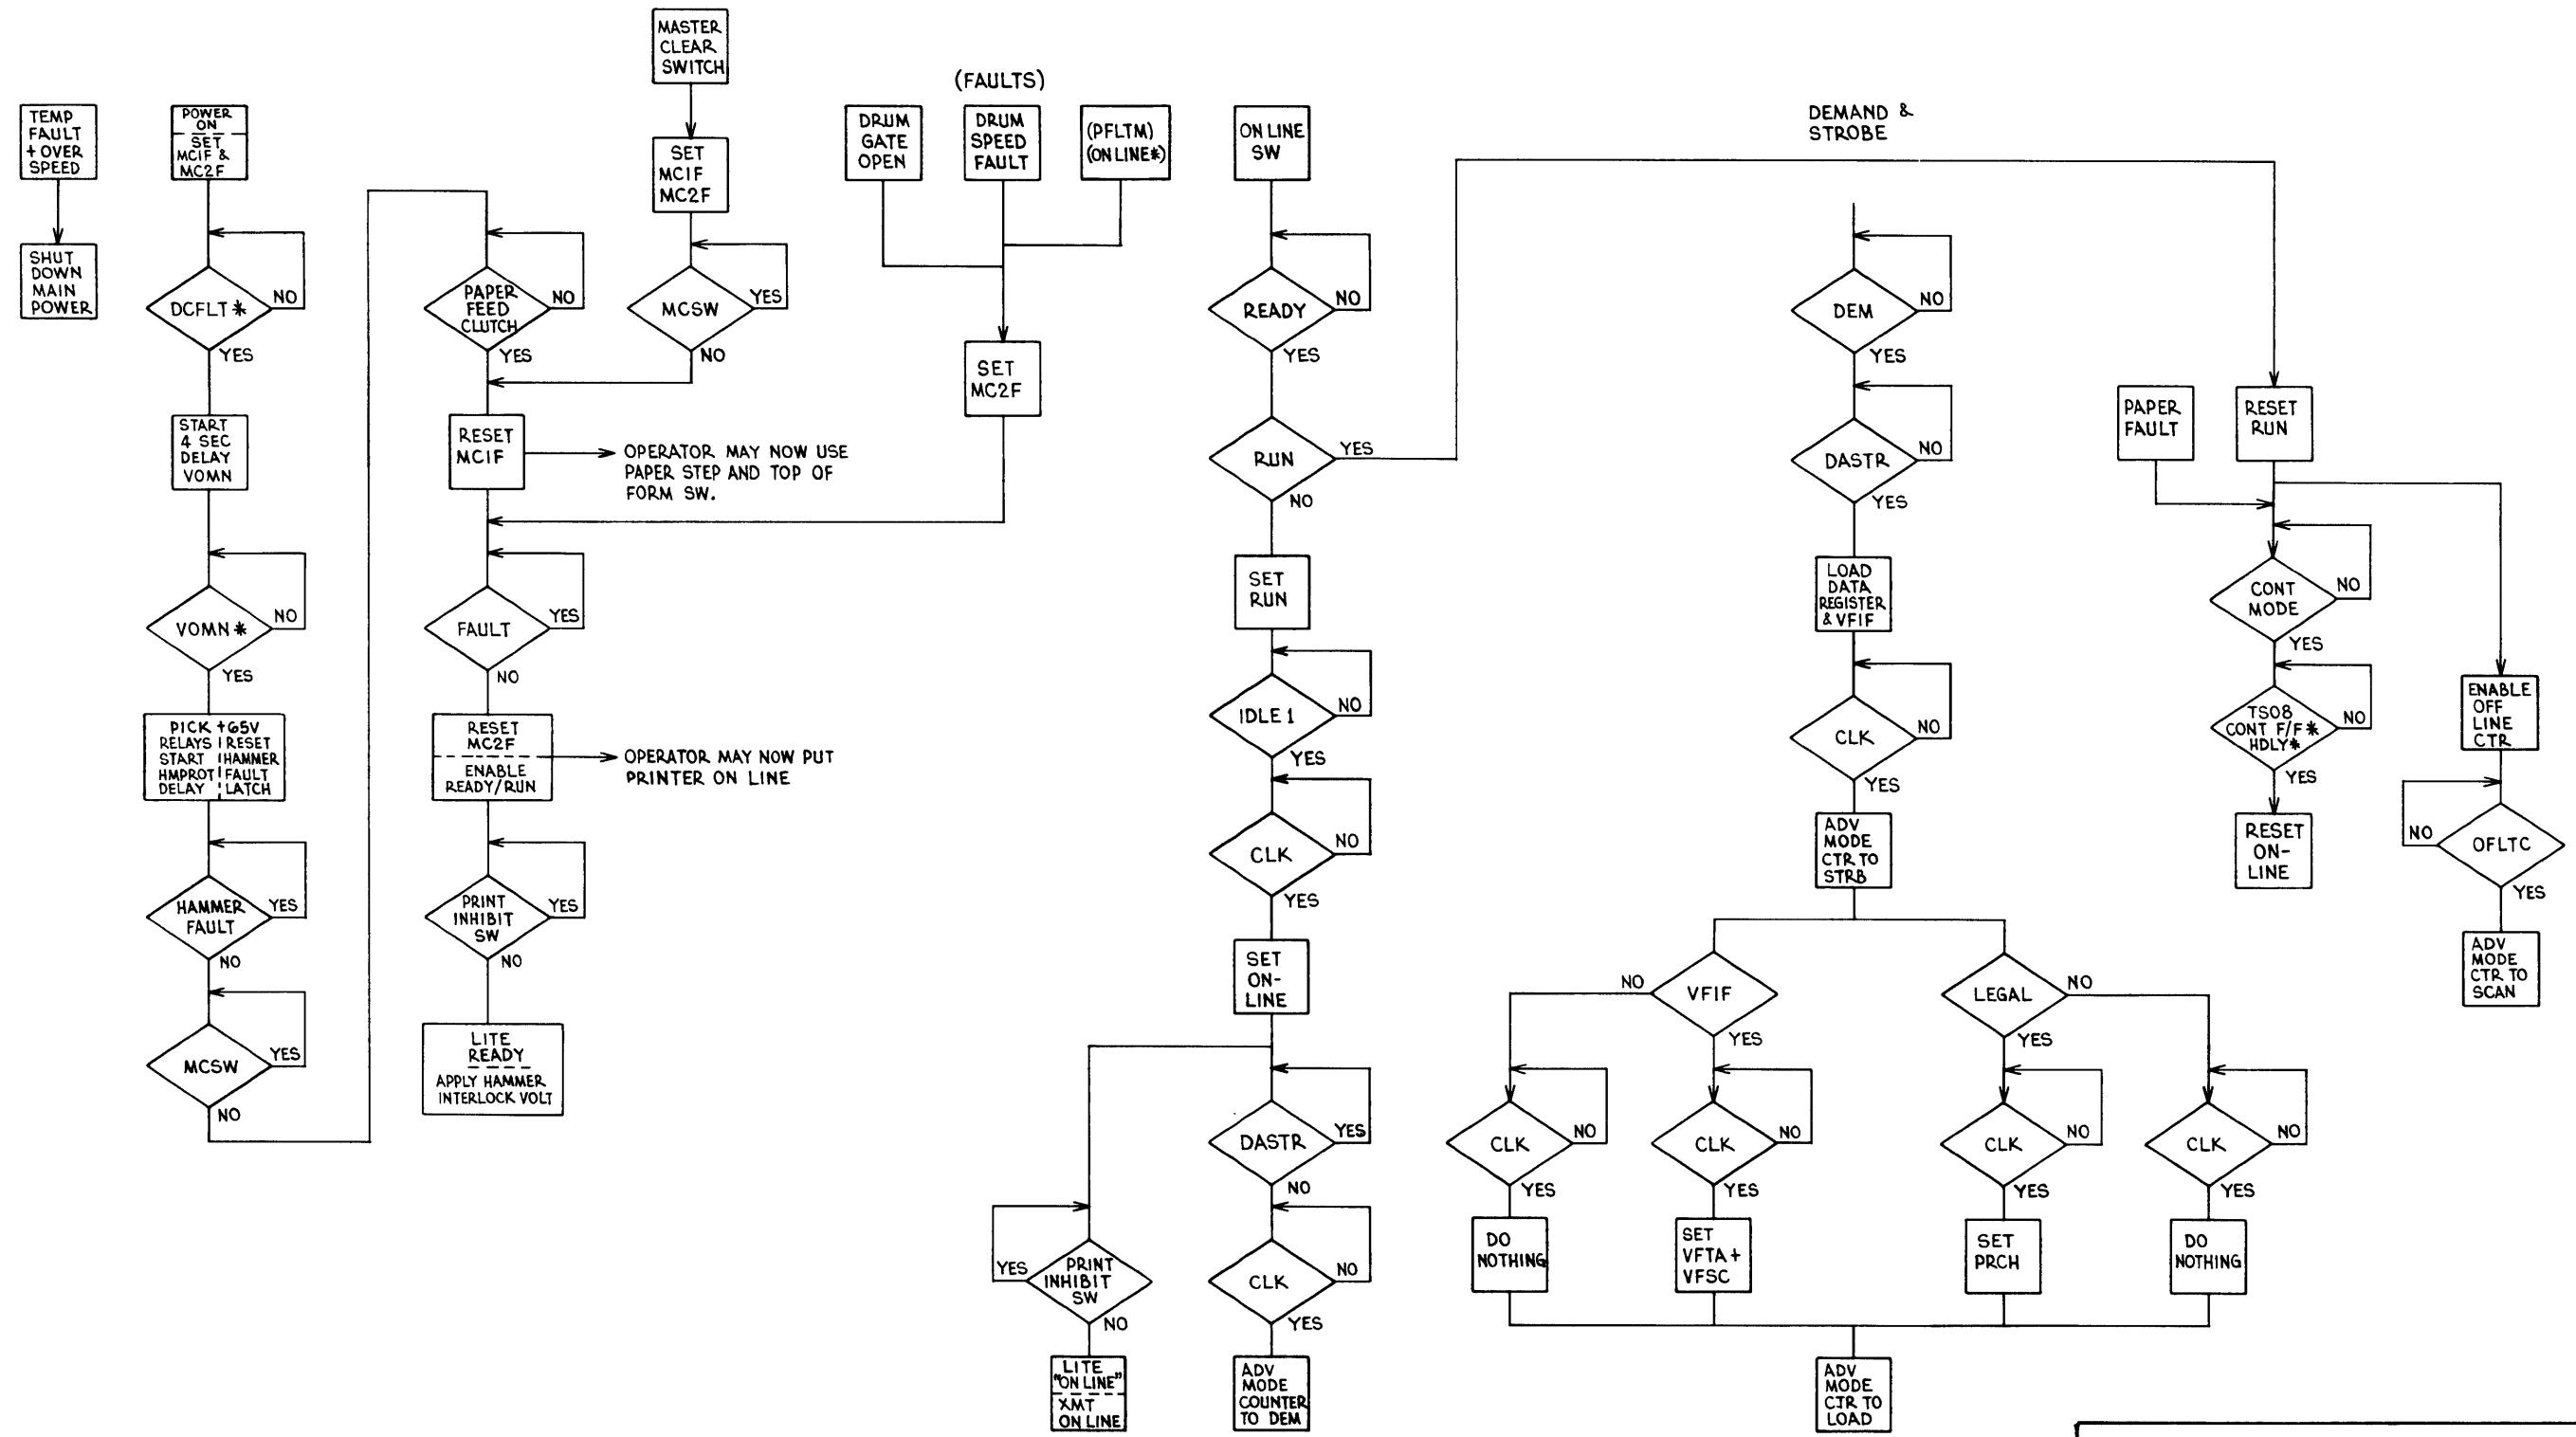 MASTER
CLEAR
SWITCH
SET
MC1F
MC2F
MCSW
YES
NO
TEMP
FAULT
+ OVER
SPEED
SHUT
DOWN
MAIN
POWER
POWER
ON
SET
MC1F &
MC2F
DCFLT*
NO
YES
START
4 SEC
DELAY
VOMN
VOMN*
NO
YES
PICK +65V
RELAYS RESET
START HAMMER
HMPROT FAULT
DELAY LATCH
HAMMER
FAULT
YES
NO
MCSW
YES
NO
PAPER
FEED
CLUTCH
NO
YES
RESET
MC1F
OPERATOR MAY NOW USE
PAPER STEP AND TOP OF
FORM SW.
FAULT
YES
NO
RESET
MC2F
ENABLE
READY/RUN
OPERATOR MAY NOW PUT
PRINTER ON LINE
PRINT
INHIBIT
SW
YES
NO
LITE
READY
APPLY HAMMER
INTERLOCK VOLT
(FAULTS)
DRUM
GATE
OPEN
DRUM
SPEED
FAULT
(PFLTM)
(ON LINE*)
SET
MC2F
ON LINE
SW
READY
NO
YES
RUN
YES
NO
SET
RUN
IDLE 1
NO
YES
CLK
NO
YES
SET
ON-
LINE
DASTR
YES
NO
CLK
NO
YES
ADV
MODE
COUNTER
TO DEM
PRINT
INHIBIT
SW
YES
NO
LITE
"ON LINE"
XMT
ON LINE
DEMAND &
STROBE
DEM
NO
YES
DASTR
NO
YES
LOAD
DATA
REGISTER
& VFIF
CLK
NO
YES
ADV
MODE
CTR TO
STRB
VFIF
NO
YES
LEGAL
NO
YES
CLK
NO
YES
DO
NOTHING
CLK
NO
YES
SET
VFTA +
VFSC
CLK
NO
YES
SET
PRCH
CLK
NO
YES
DO
NOTHING
ADV
MODE
CTR TO
LOAD
PAPER
FAULT
RESET
RUN
CONT
MODE
NO
YES
TS08
CONT F/F*
HDLY*
NO
YES
RESET
ON-
LINE
ENABLE
OFF
LINE
CTR
OFLTC
NO
YES
ADV
MODE
CTR TO
SCAN